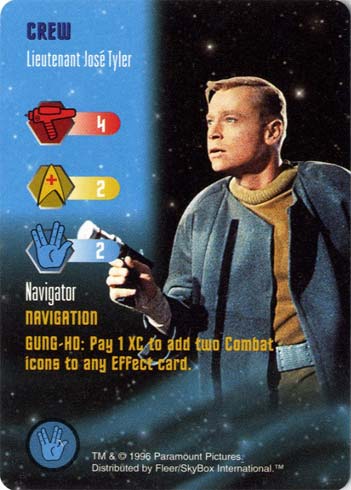 CREW
Lieutenant José Tyler
4
2
2
Navigator
NAVIGATION
GUNG-HO: Pay 1 XC to add two Combat
icons to any Effect card.
TM & © 1996 Paramount Pictures.
Distributed by Fleer/SkyBox International.™